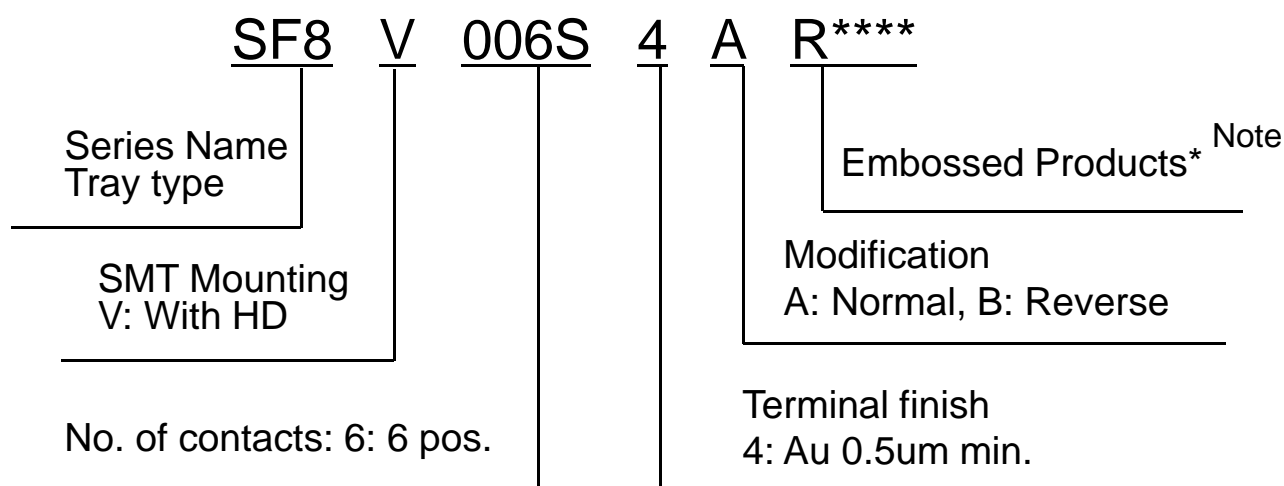 SF8 V 006S 4 A R****
Series Name
Tray type
Embossed Products* Note
SMT Mounting
V: With HD
Modification
A: Normal, B: Reverse
No. of contacts: 6: 6 pos.
Terminal finish
4: Au 0.5um min.